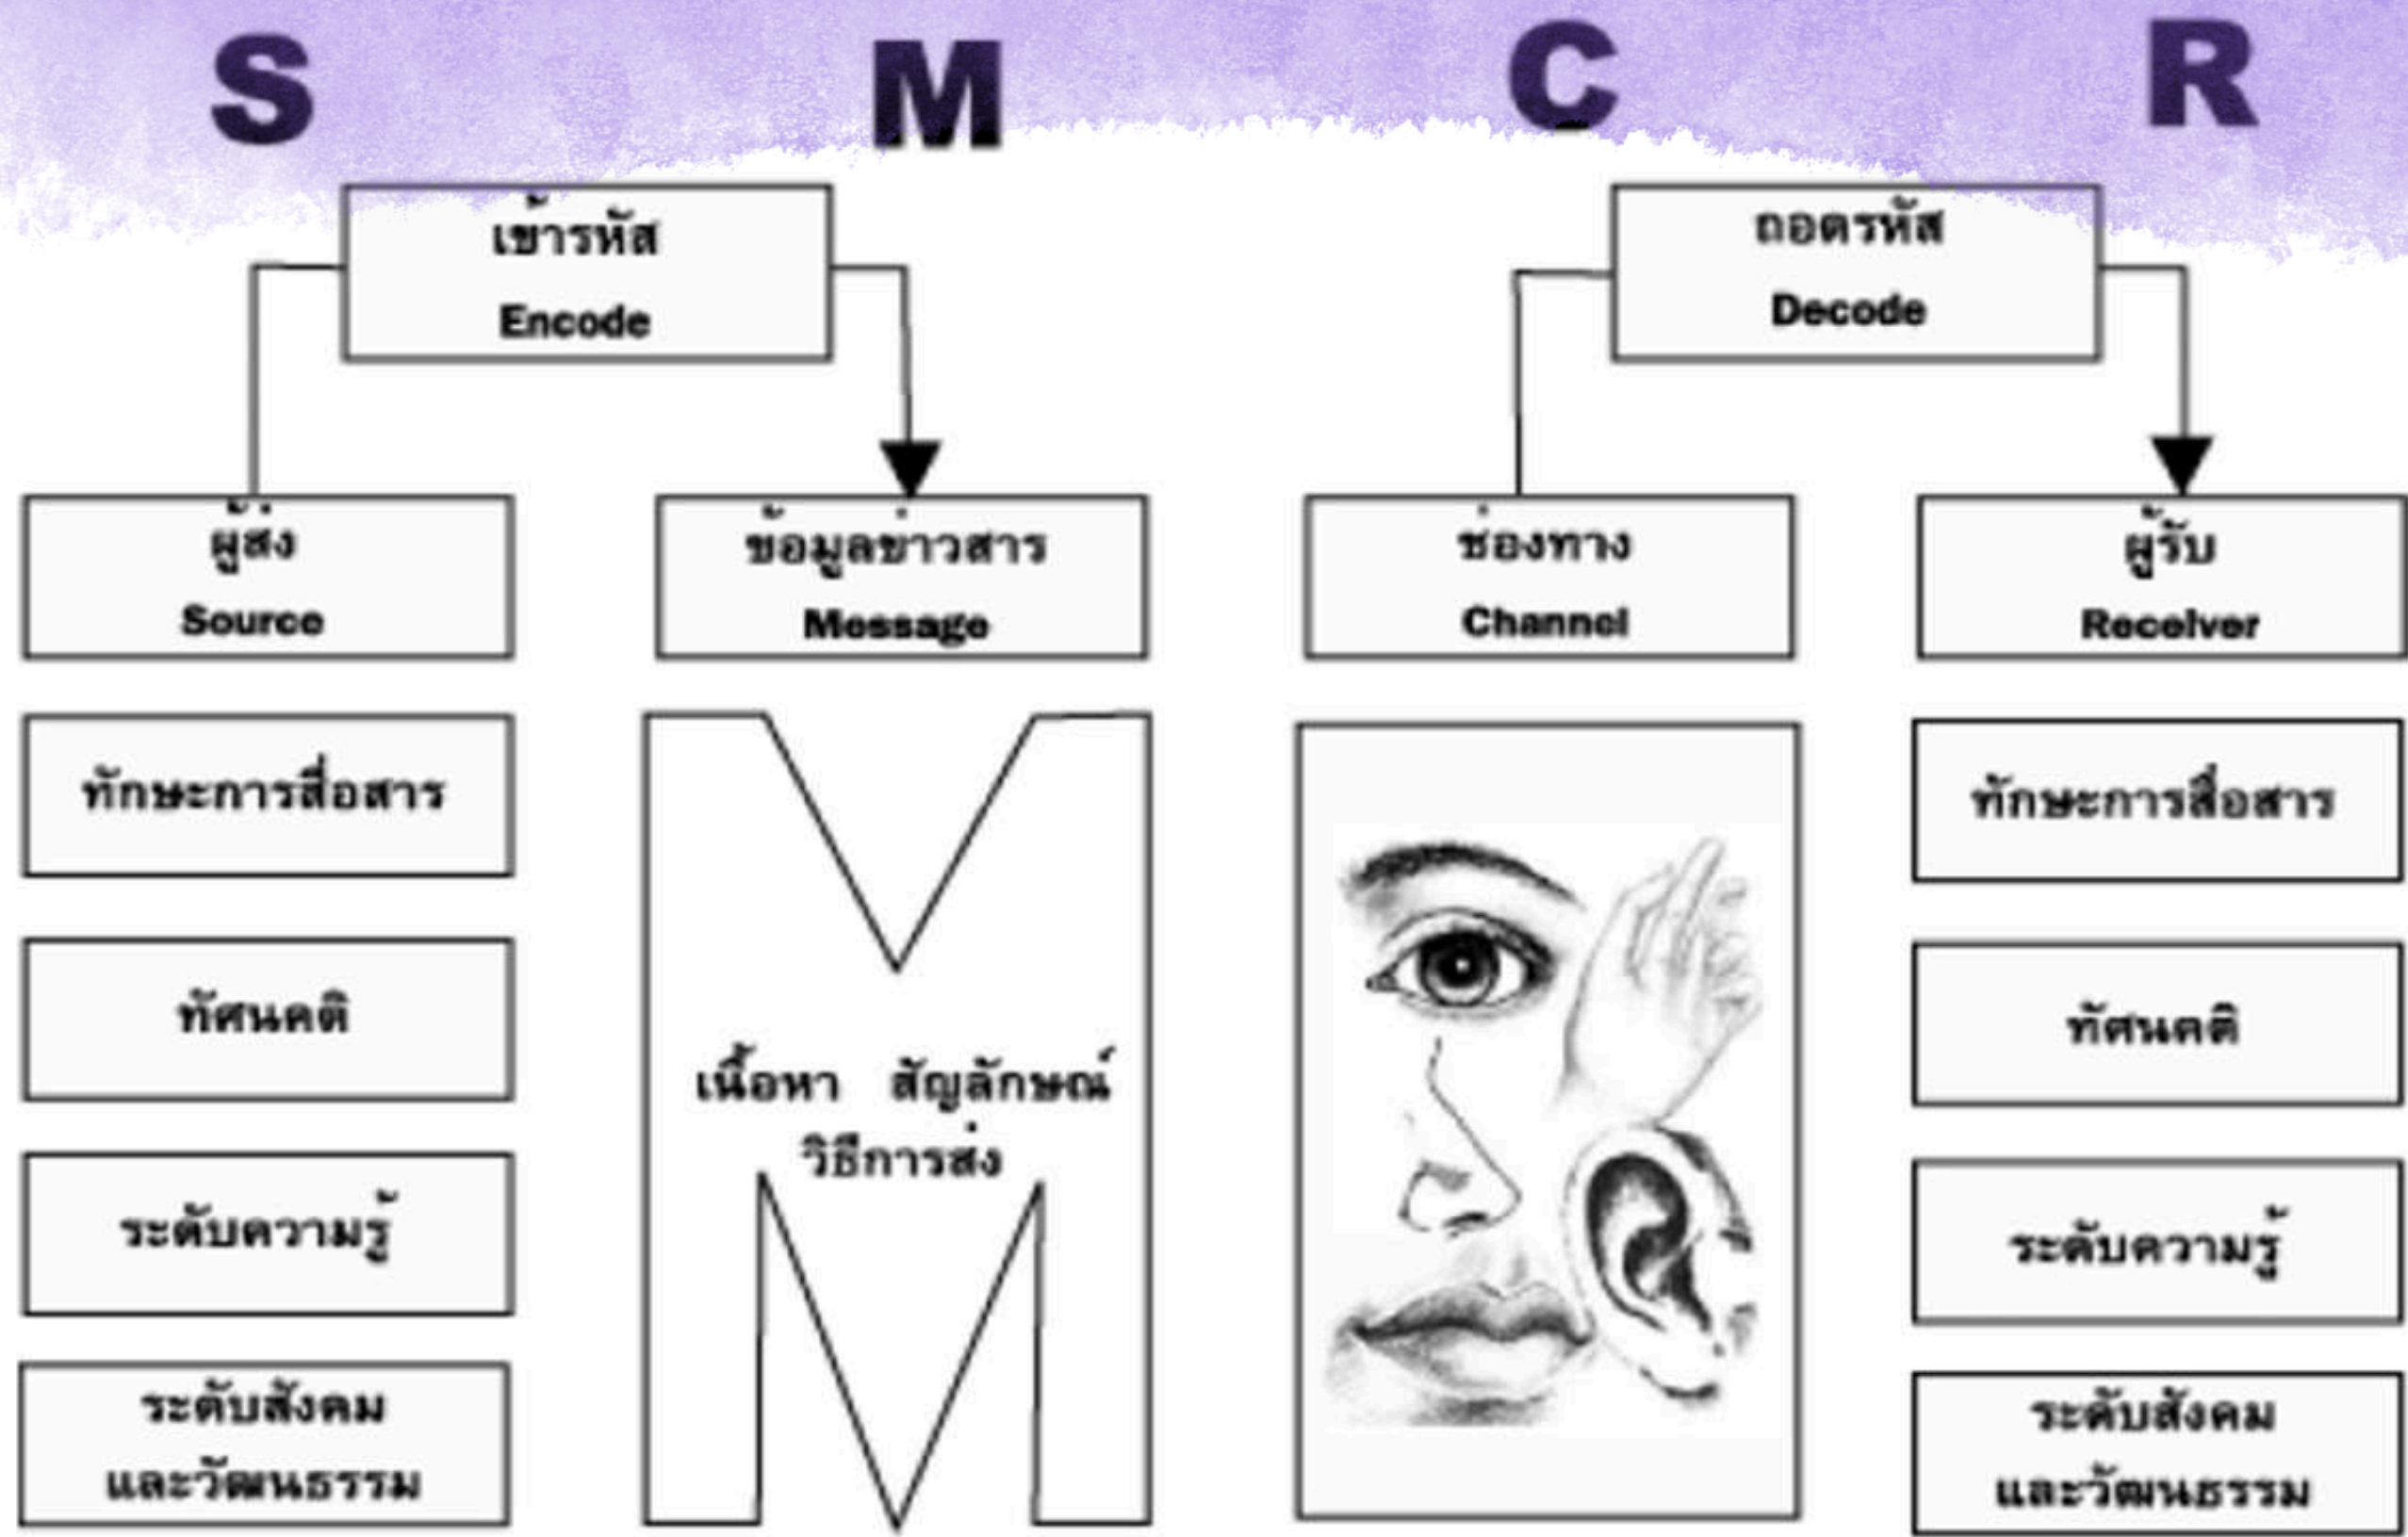 S
M
C
R
เข้ารหัส
Encode
ถอดรหัส
Decode
ผู้ส่ง
Source
ข้อมูลข่าวสาร
Message
ช่องทาง
Channel
ผู้รับ
Receiver
ทักษะการสื่อสาร
ทัศนคติ
ระดับความรู้
ระดับสังคม
และวัฒนธรรม
เนื้อหา สัญลักษณ์
วิธีการส่ง
ทักษะการสื่อสาร
ทัศนคติ
ระดับความรู้
ระดับสังคม
และวัฒนธรรม